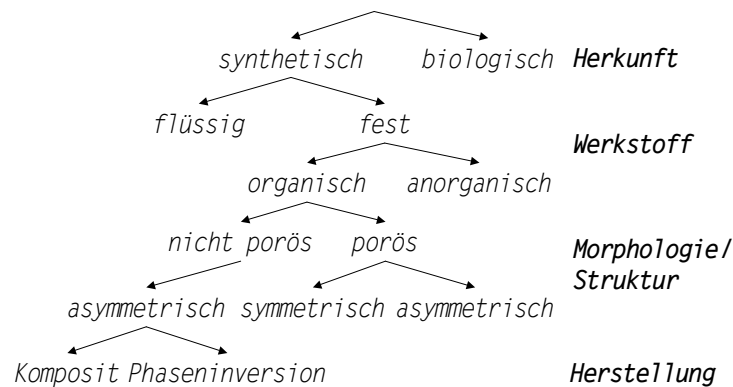 synthetisch biologisch Herkunft
flüssig fest
Werkstoff
organisch anorganisch
nicht porös porös
Morphologie/
Struktur
asymmetrisch symmetrisch asymmetrisch
Komposit Phaseninversion Herstellung